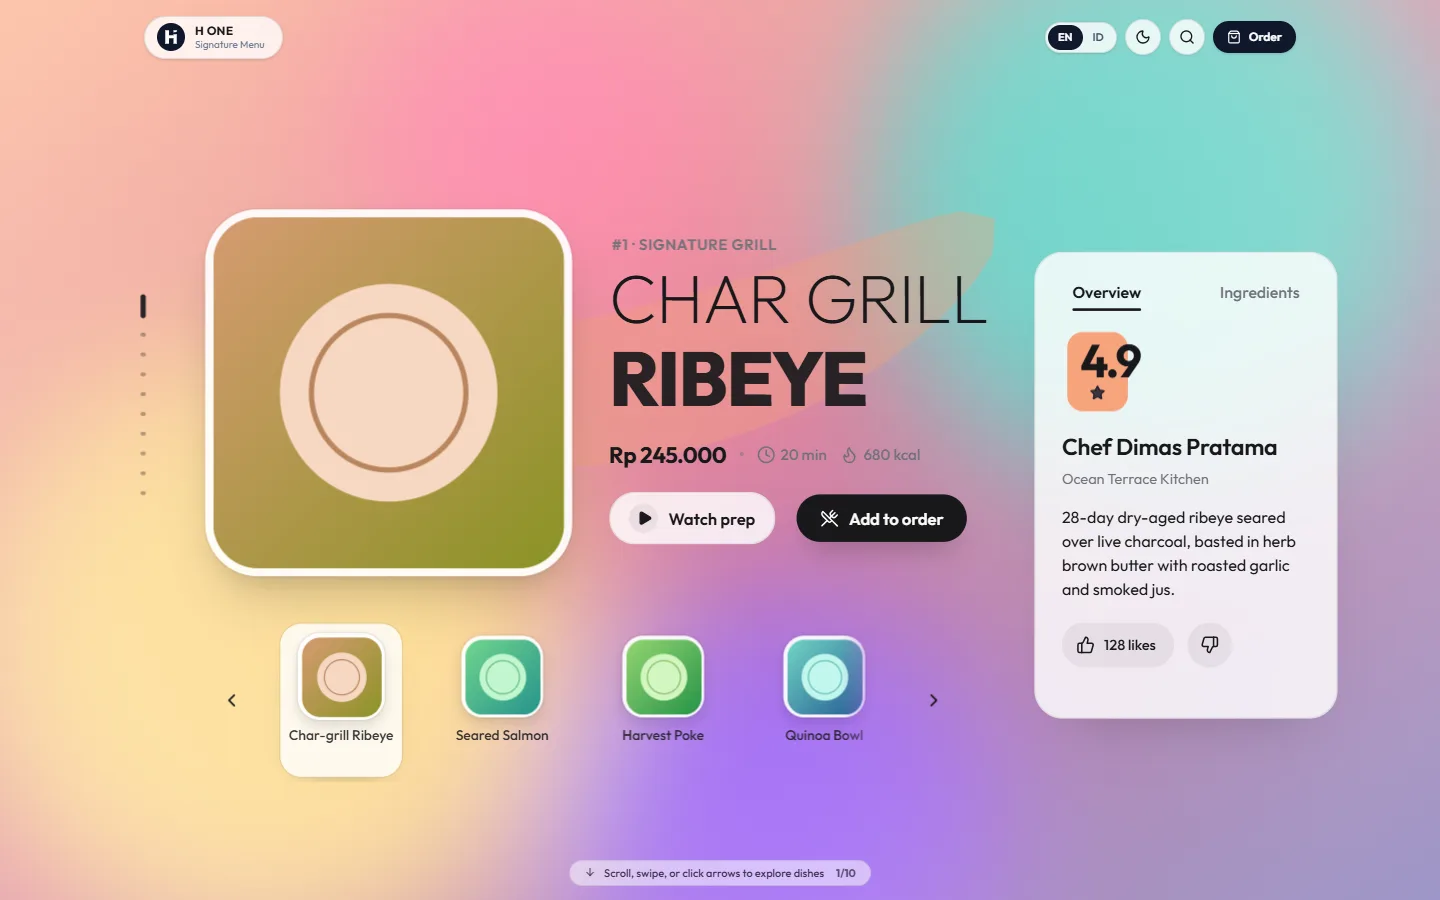 H ONE
Signature Menu
EN ID
Order
#1 · SIGNATURE GRILL
CHAR GRILL
RIBEYE
Rp 245.000 · 20 min 680 kcal
Watch prep
Add to order
Overview Ingredients
4.9
Chef Dimas Pratama
Ocean Terrace Kitchen
28-day dry-aged ribeye seared
over live charcoal, basted in herb
brown butter with roasted garlic
and smoked jus.
128 likes
Char-grill Ribeye
Seared Salmon
Harvest Poke
Quinoa Bowl
Scroll, swipe, or click arrows to explore dishes 1/10